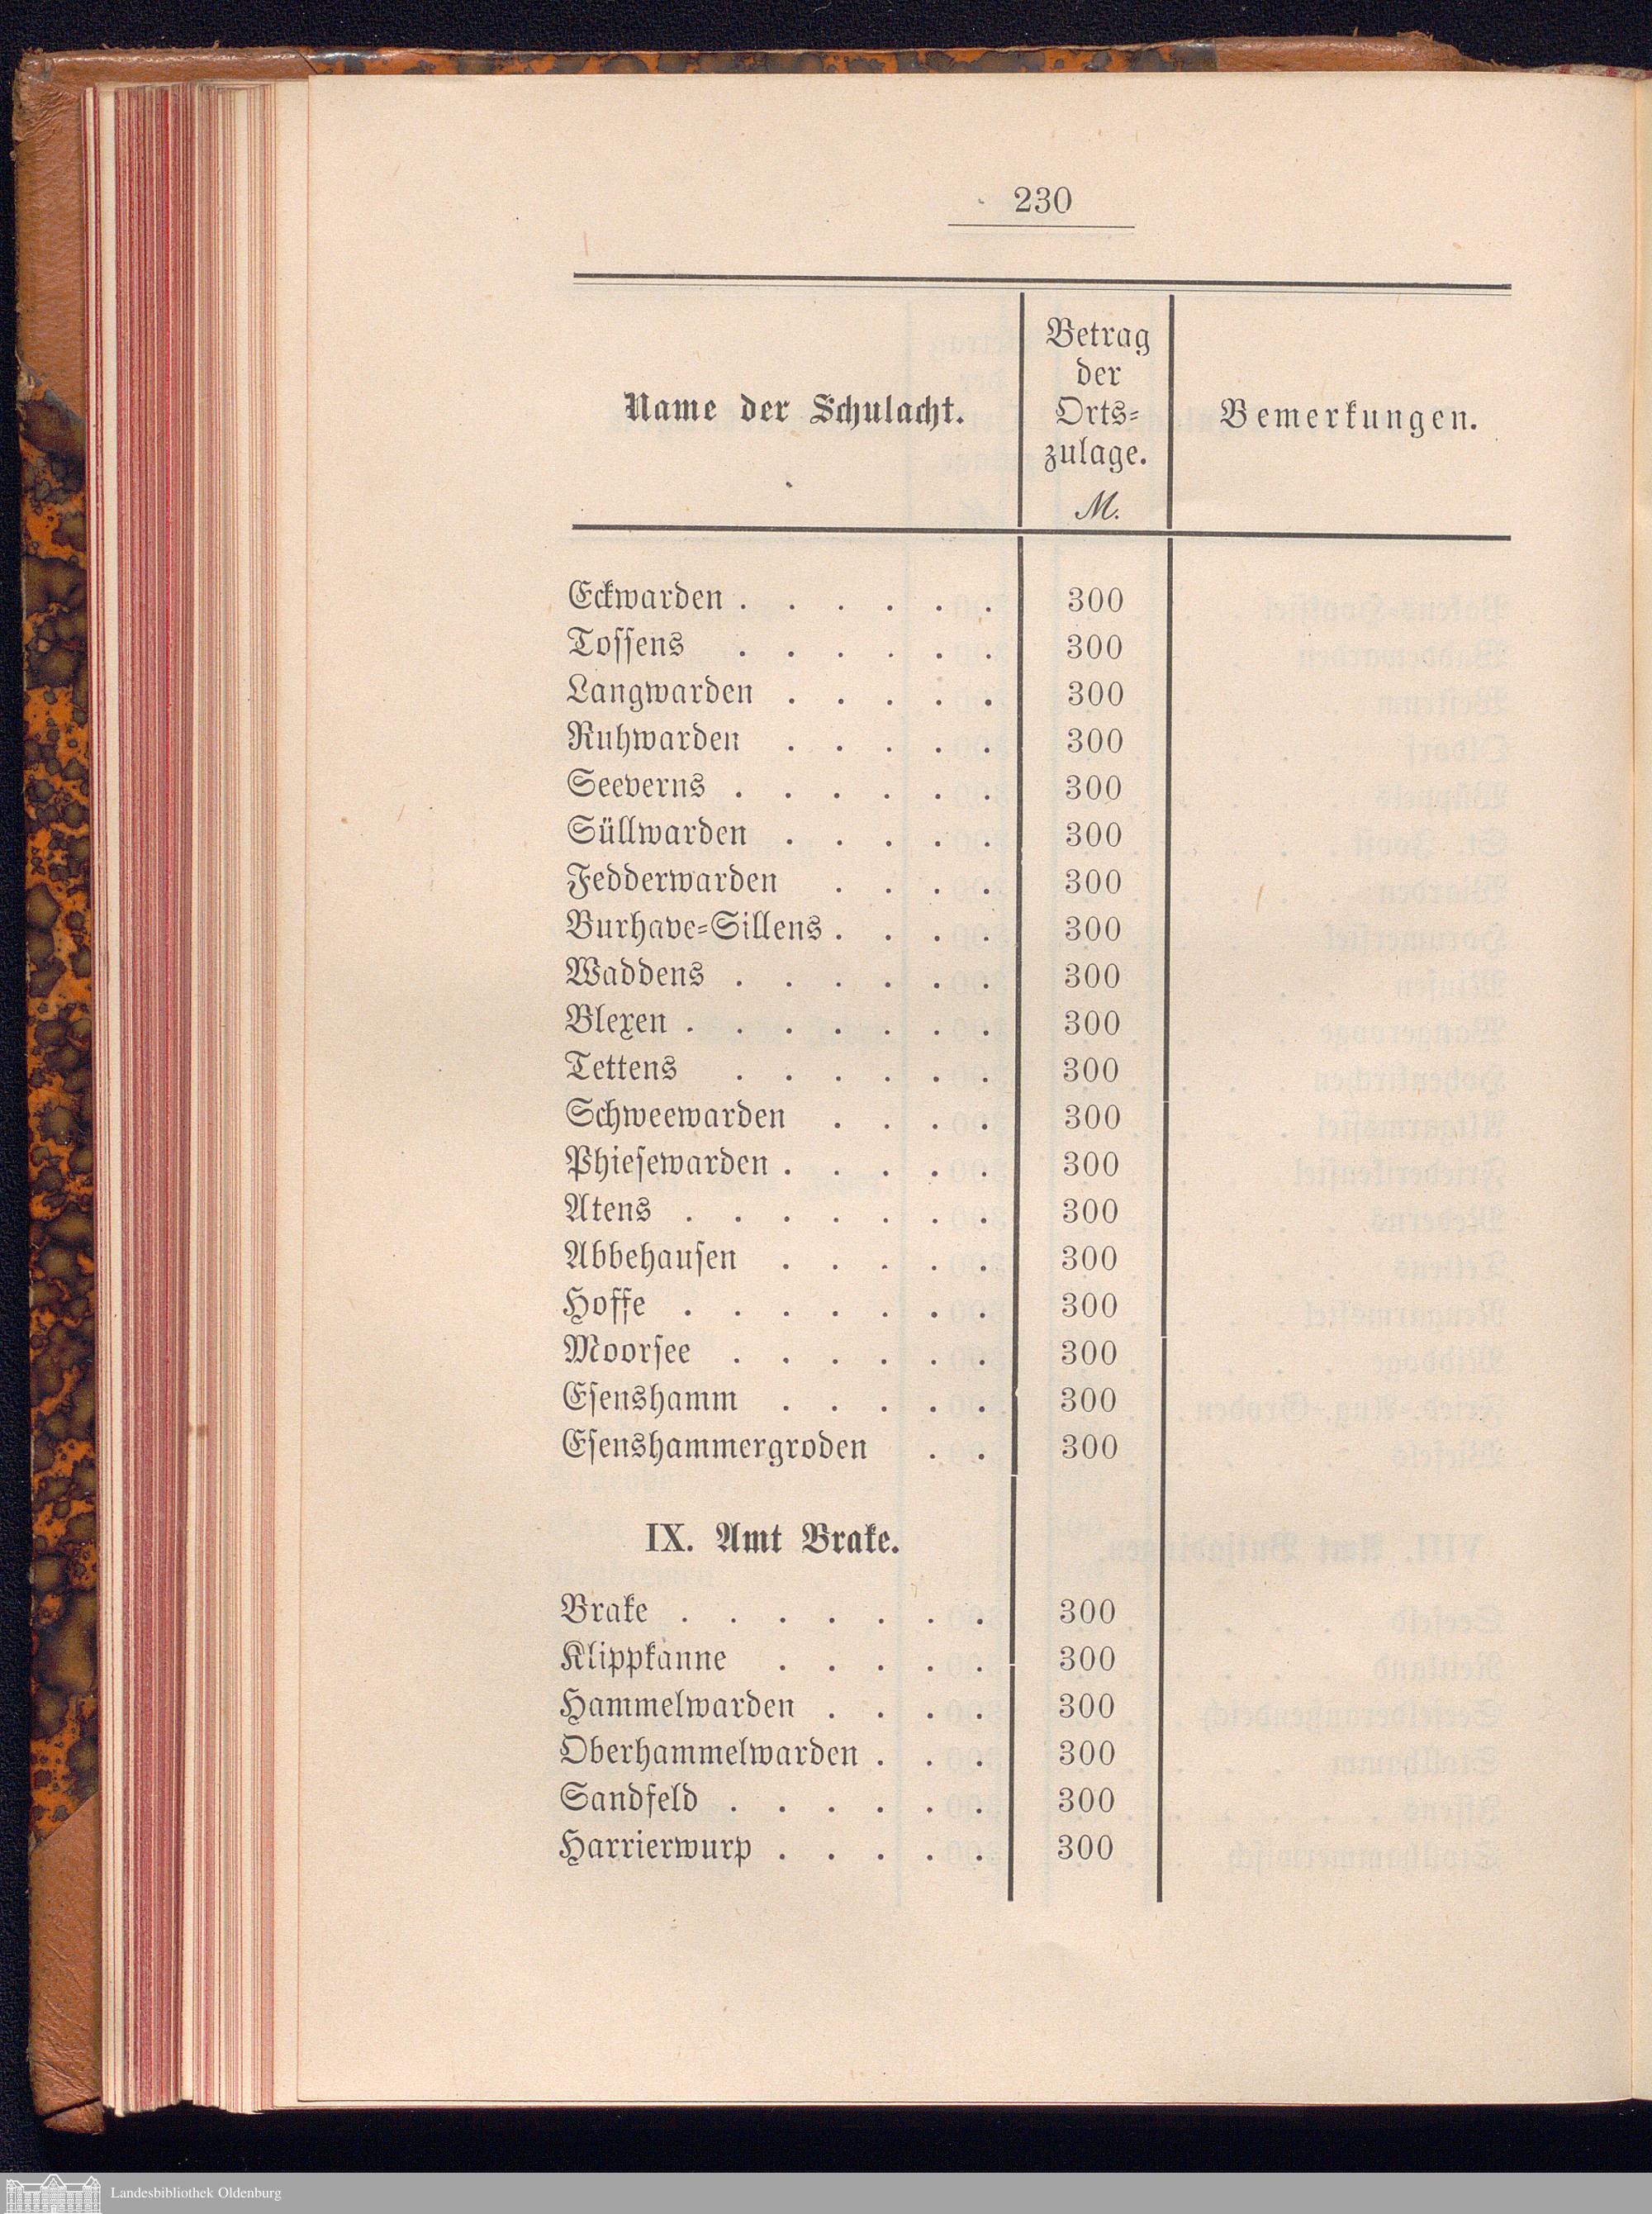 230
Name der Schulacht.
Betrag
der
Orts-
zulage.
M.
Bemerkungen.
Eckwarden . . . . . . 300
Tossens . . . . . . 300
Langwarden . . . . . 300
Ruhwarden . . . . . 300
Seeverns . . . . . . 300
Süllwarden . . . . . 300
Fedderwarden . . . . 300
Burhave-Sillens . . . . 300
Waddens . . . . . . 300
Blexen . . . . . . . 300
Tettens . . . . . . 300
Schweewarden . . . . 300
Phiesewarden . . . . . 300
Atens . . . . . . . 300
Abbehausen . . . . . 300
Hoffe . . . . . . . 300
Moorsee . . . . . . 300
Esenshamm . . . . . 300
Esenshammergroden . . 300
IX. Amt Brake.
Brake . . . . . . . 300
Klippkanne . . . . . 300
Hammelwarden . . . . 300
Oberhammelwarden . . . 300
Sandfeld . . . . . . 300
Harrierwurp . . . . . 300
Landesbibliothek Oldenburg